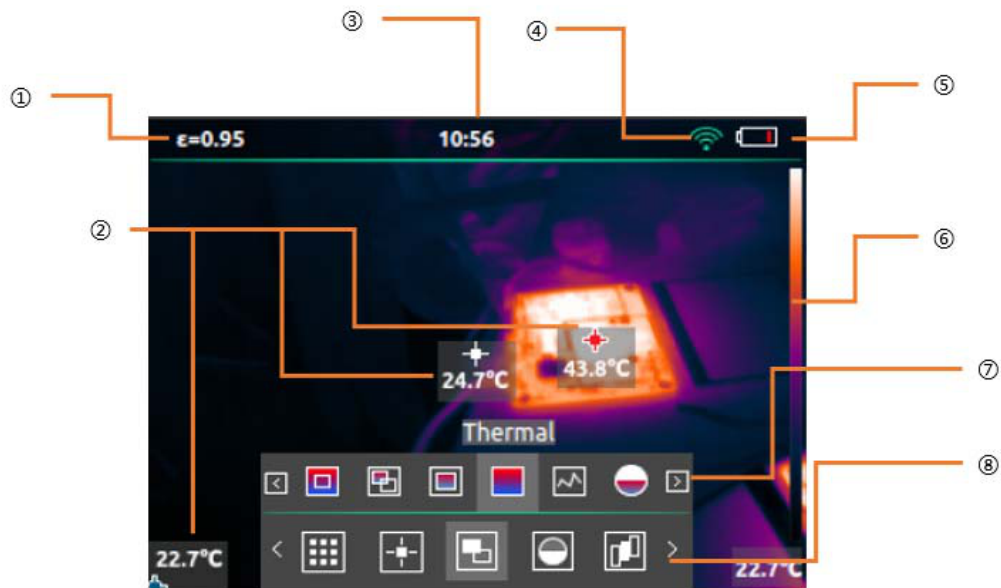 ③
④
①
⑤
ε=0.95 10:56
②
⑥
24.7°C 43.8°C
⑦
Thermal
⑧
22.7°C 22.7°C